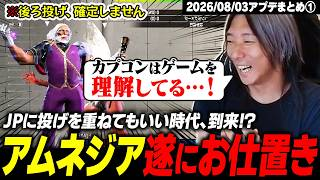 ※後ろ投げ、確定しません
2026/08/03アプデまとめ①
カプコンはゲームを
理解してる…!
JPに投げを重ねてもいい時代、到来!?
アムネジア遂にお仕置き